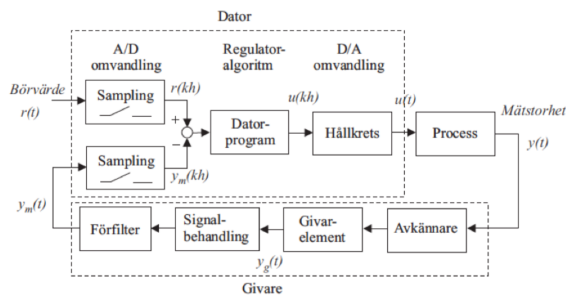 Dator
A/D
omvandling
Regulator-
algoritm
D/A
omvandling
Börvärde
r(t)
Sampling
r(kh)
+
−
Sampling
y_m(kh)
Dator-
program
u(kh)
Hållkrets
u(t)
Process
Mätstorhet
y(t)
y_m(t)
Förfilter
Signal-
behandling
y_g(t)
Givar-
element
Avkännare
Givare